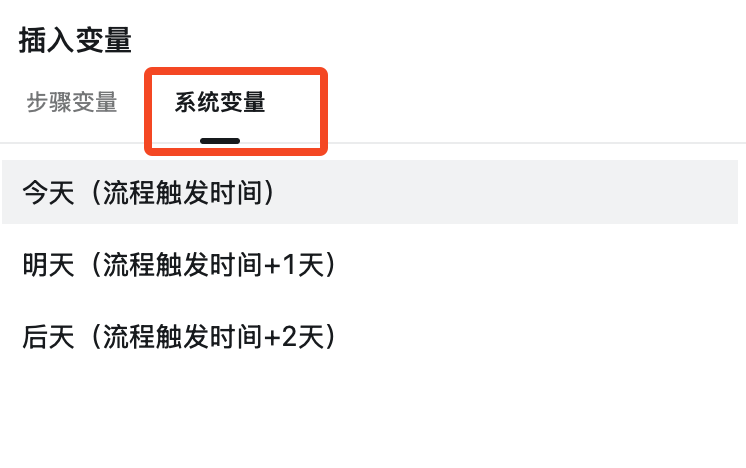 插入变量
步骤变量 系统变量
今天（流程触发时间）
明天（流程触发时间+1天）
后天（流程触发时间+2天）